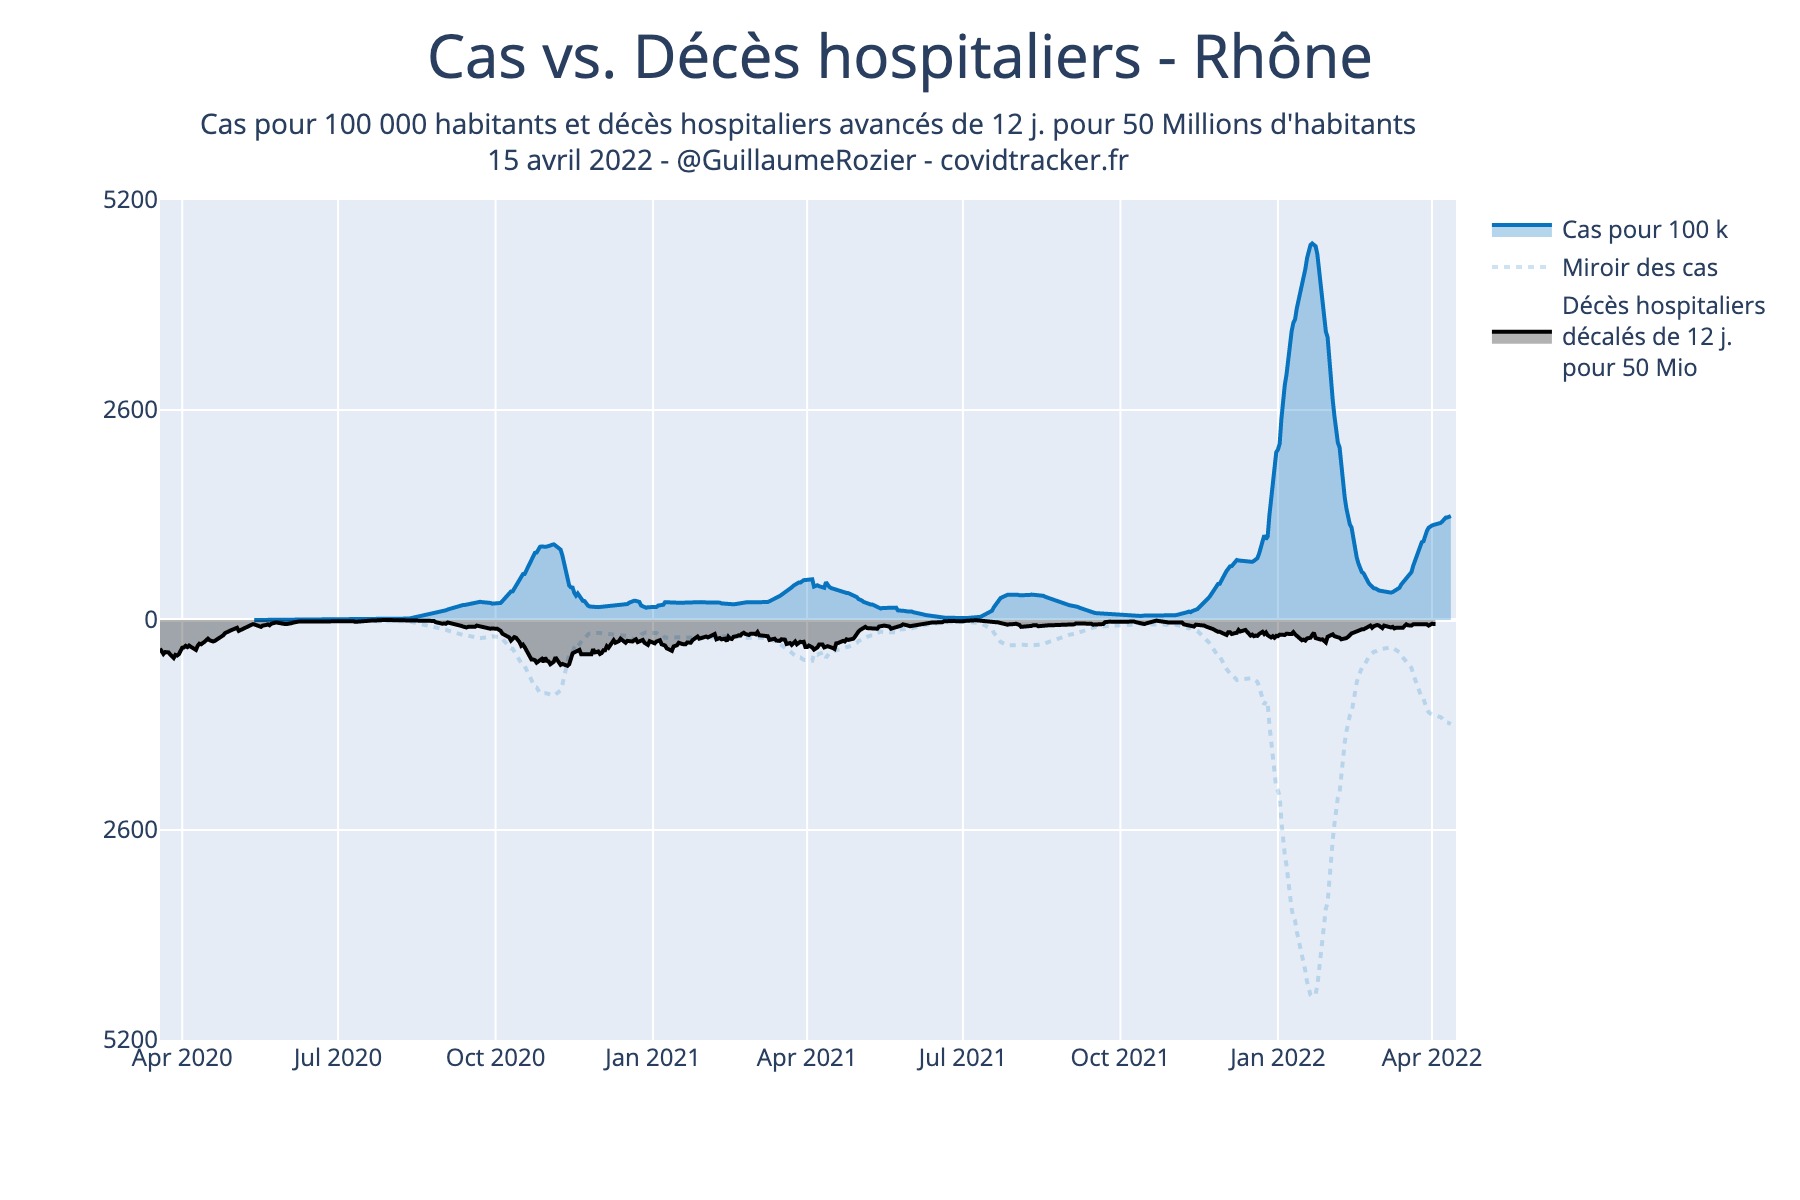 Cas vs. Décès hospitaliers - Rhône
Cas pour 100 000 habitants et décès hospitaliers avancés de 12 j. pour 50 Millions d'habitants
15 avril 2022 - @GuillaumeRozier - covidtracker.fr
5200
2600
0
2600
5200
Apr 2020
Jul 2020
Oct 2020
Jan 2021
Apr 2021
Jul 2021
Oct 2021
Jan 2022
Apr 2022
Cas pour 100 k
Miroir des cas
Décès hospitaliers
décalés de 12 j.
pour 50 Mio